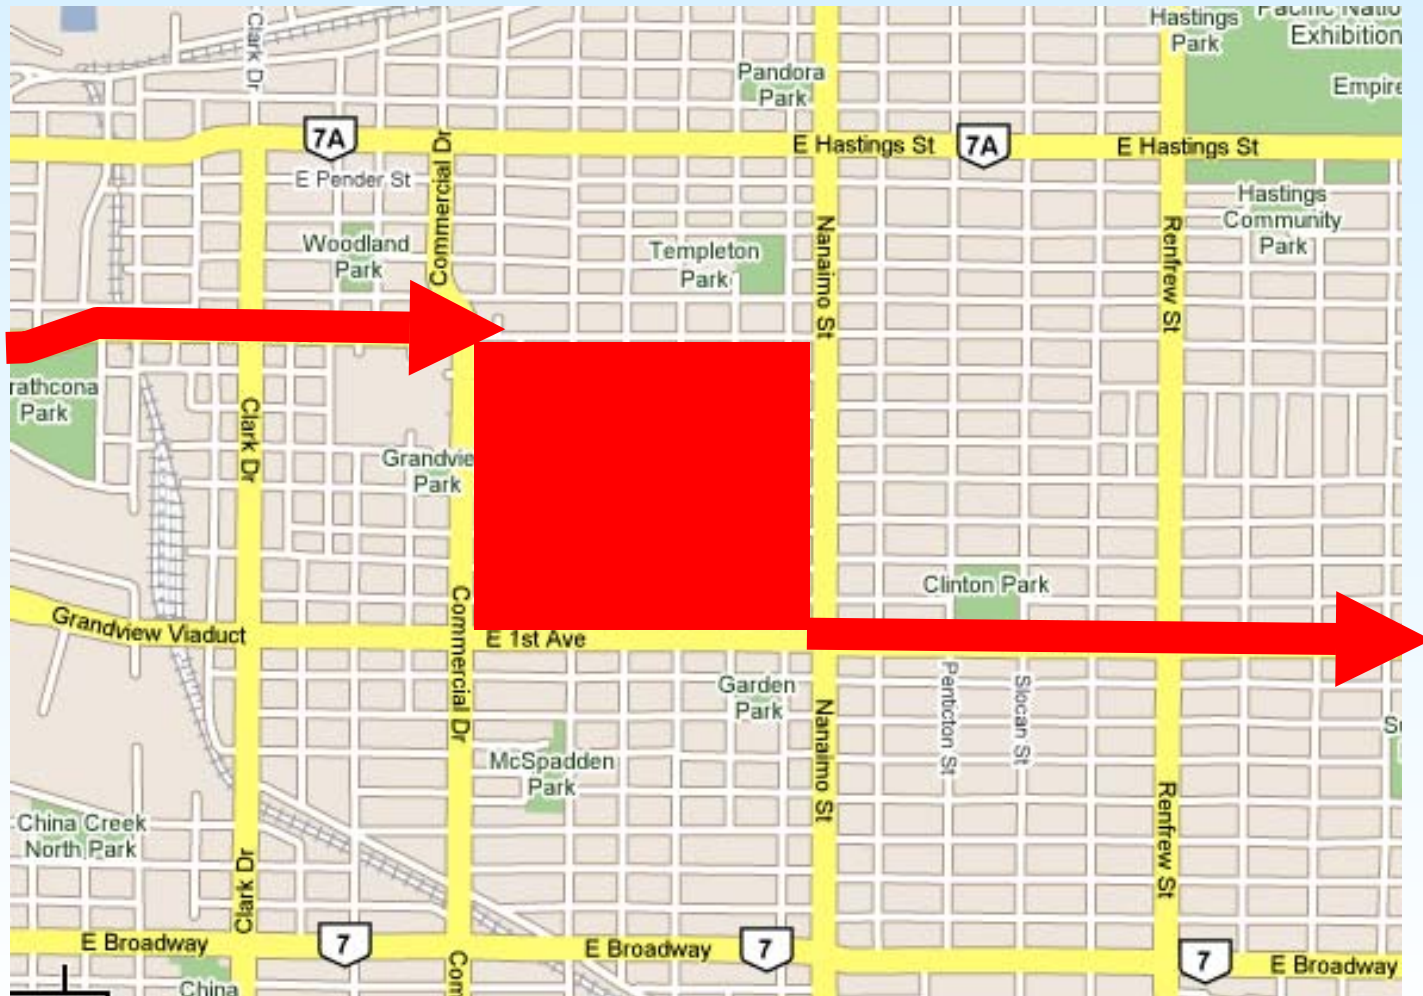 Clark Dr
Hastings
Park
Pacific Natio
Exhibition
Empire
Pandora
Park
7A
E Hastings St
7A
E Hastings St
Commercial Dr
E Pender St
Woodland
Park
Templeton
Park
Nanaimo St
Renfrew St
Hastings
Community
Park
rathcona
Park
Clark Dr
Grandvie
Park
Clinton Park
Grandview Viaduct
Commercial Dr
E 1st Ave
Garden
Park
Nanaimo St
Penticton St
Slocan St
McSpadden
Park
Renfrew St
China Creek
North Park
Clark Dr
E Broadway
7
Com
E Broadway
7
7
E Broadway
China